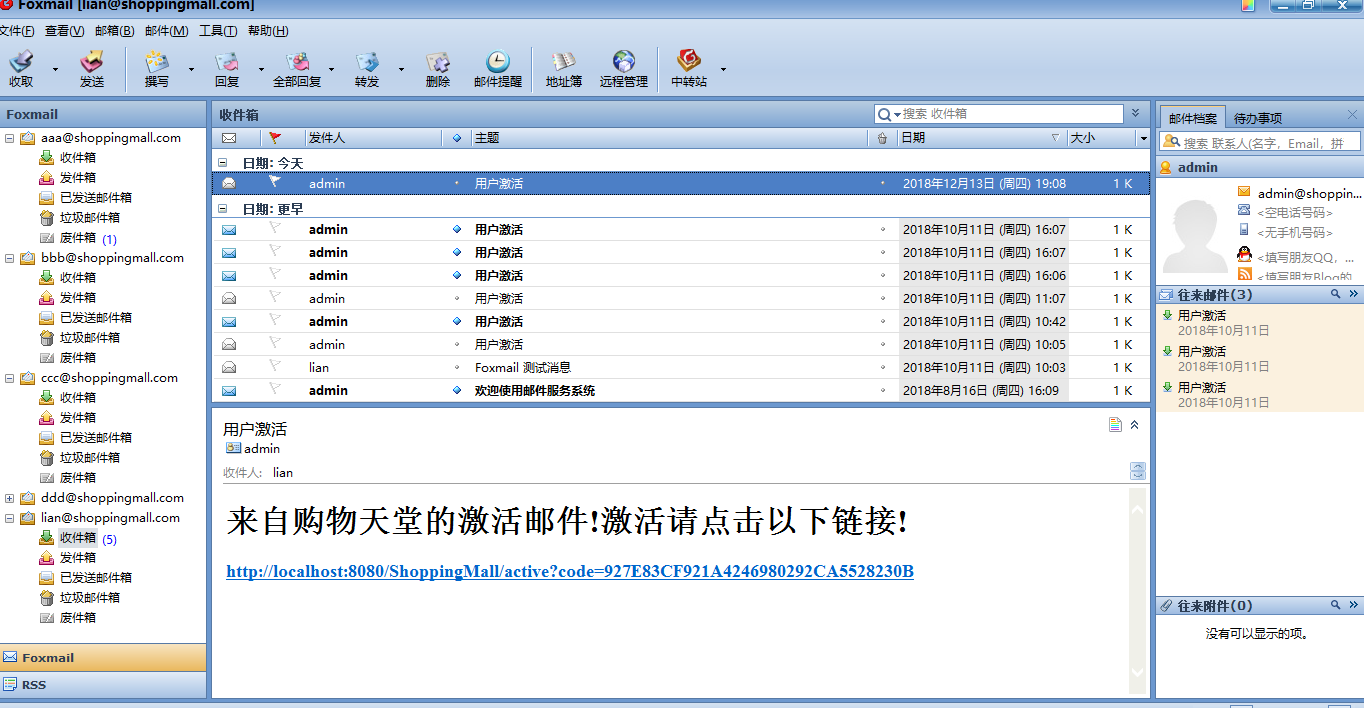 Foxmail [lian@shoppingmall.com]
文件(F) 查看(V) 邮箱(B) 邮件(M) 工具(T) 帮助(H)
收取 发送 撰写 回复 全部回复 转发 删除 邮件提醒 地址簿 远程管理 中转站
Foxmail
aaa@shoppingmall.com
收件箱
发件箱
已发送邮件箱
垃圾邮件箱
废件箱 (1)
bbb@shoppingmall.com
收件箱
发件箱
已发送邮件箱
垃圾邮件箱
废件箱
ccc@shoppingmall.com
收件箱
发件箱
已发送邮件箱
垃圾邮件箱
废件箱
ddd@shoppingmall.com
lian@shoppingmall.com
收件箱 (5)
发件箱
已发送邮件箱
垃圾邮件箱
废件箱
Foxmail
RSS
收件箱 搜索 收件箱
发件人 主题 日期 大小
日期: 今天
admin 用户激活 2018年12月13日 (周四) 19:08 1 K
日期: 更早
admin 用户激活 2018年10月11日 (周四) 16:07 1 K
admin 用户激活 2018年10月11日 (周四) 16:07 1 K
admin 用户激活 2018年10月11日 (周四) 16:06 1 K
admin 用户激活 2018年10月11日 (周四) 11:07 1 K
admin 用户激活 2018年10月11日 (周四) 10:42 1 K
admin 用户激活 2018年10月11日 (周四) 10:05 1 K
lian Foxmail 测试消息 2018年10月11日 (周四) 10:03 1 K
admin 欢迎使用邮件服务系统 2018年8月16日 (周四) 16:09 1 K
用户激活
admin
收件人: lian
来自购物天堂的激活邮件!激活请点击以下链接!
http://localhost:8080/ShoppingMall/active?code=927E83CF921A4246980292CA5528230B
邮件档案 待办事项
搜索 联系人(名字，Email，拼
admin
admin@shoppin...
<空电话号码>
<无手机号码>
<填写朋友QQ，...
<填写朋友Blog的
往来邮件(3)
用户激活
2018年10月11日
用户激活
2018年10月11日
用户激活
2018年10月11日
往来附件(0)
没有可以显示的项。